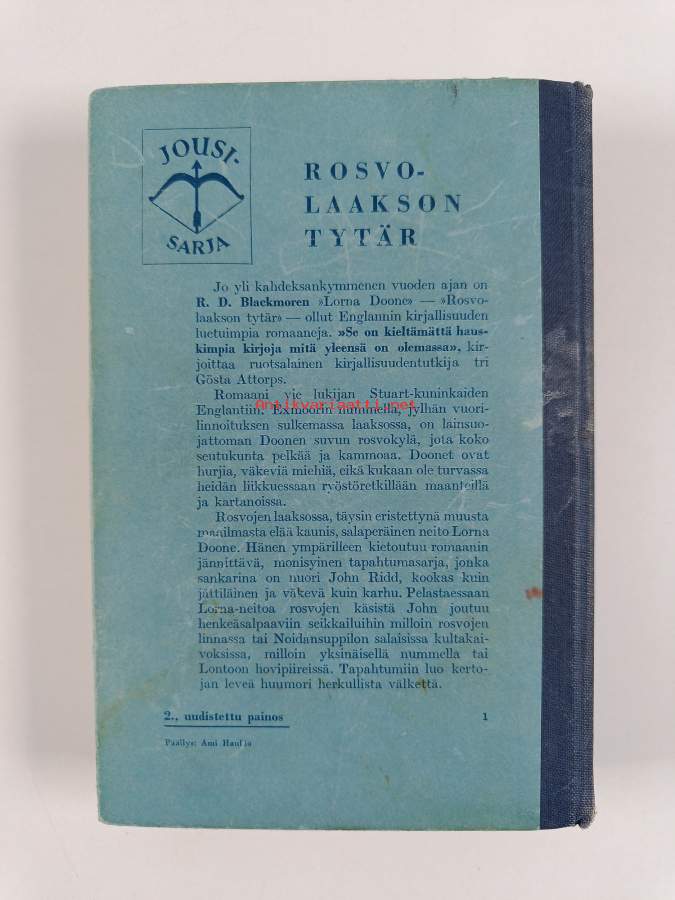 JOUSI-
SARJA
ROSVO-
LAAKSON
TYTÄR
Jo yli kahdeksankymmenen vuoden ajan on
R. D. Blackmoren »Lorna Doone» — »Rosvo-
laakson tytär» — ollut Englannin kirjallisuuden
luetuimpia romaaneja. »Se on kieltämättä haus-
kimpia kirjoja mitä yleensä on olemassa», kir-
joittaa ruotsalainen kirjallisuudentutkija tri
Gösta Attorps.
Romaani vie lukijan Stuart-kuninkaiden
Englantiin. Exmoorin nummella, jylhän vuori-
Antikvariaatti.net
linnoituksen sulkemassa laaksossa, on lainsuo-
jattoman Doonen suvun rosvokylä, jota koko
seutukunta pelkää ja kammoaa. Doonet ovat
hurjia, väkeviä miehiä, eikä kukaan ole turvassa
heidän liikkuessaan ryöstöretkillään maanteillä
ja kartanoissa.
Rosvojen laaksossa, täysin eristettynä muusta
maailmasta elää kaunis, salaperäinen neito Lorna
Doone. Hänen ympärilleen kietoutuu romaanin
jännittävä, monisyinen tapahtumasarja, jonka
sankarina on nuori John Ridd, kookas kuin
jättiläinen ja väkevä kuin karhu. Pelastaessaan
Lorna-neitoa rosvojen käsistä John joutuu
henkeäsalpaaviin seikkailuihin milloin rosvojen
linnassa tai Noidansuppilon salaisissa kultakai-
voksissa, milloin yksinäisellä nummella tai
Lontoon hovipiireissä. Tapahtumiin luo kerto-
jan leveä huumori herkullista välkettä.
2., uudistettu painos 1
Päällys: Ami Hauhio